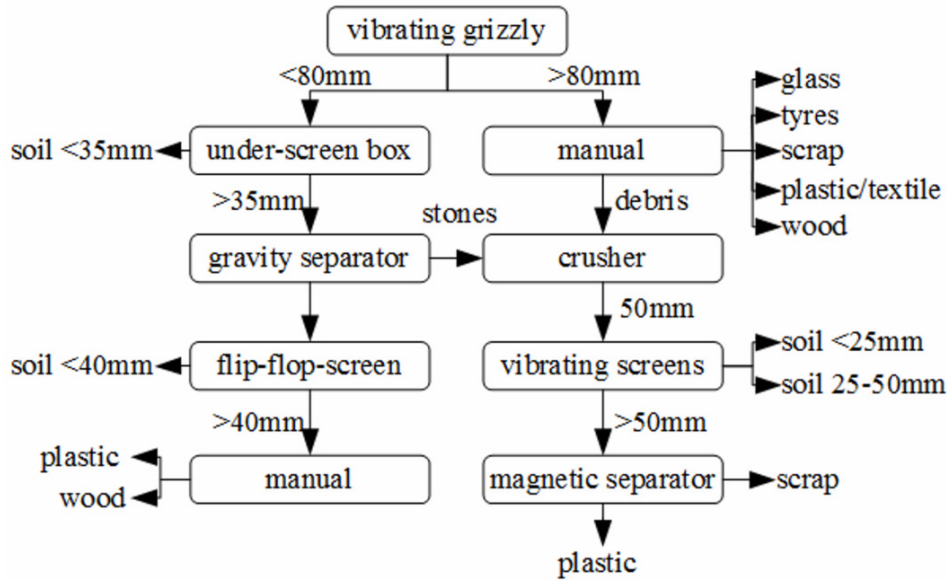 vibrating grizzly
<80mm
>80mm
glass
tyres
soil <35mm
under-screen box
manual
scrap
plastic/textile
>35mm
stones
debris
wood
gravity separator
crusher
50mm
soil <25mm
soil <40mm
flip-flop-screen
vibrating screens
soil 25-50mm
>40mm
>50mm
plastic
wood
manual
magnetic separator
scrap
plastic